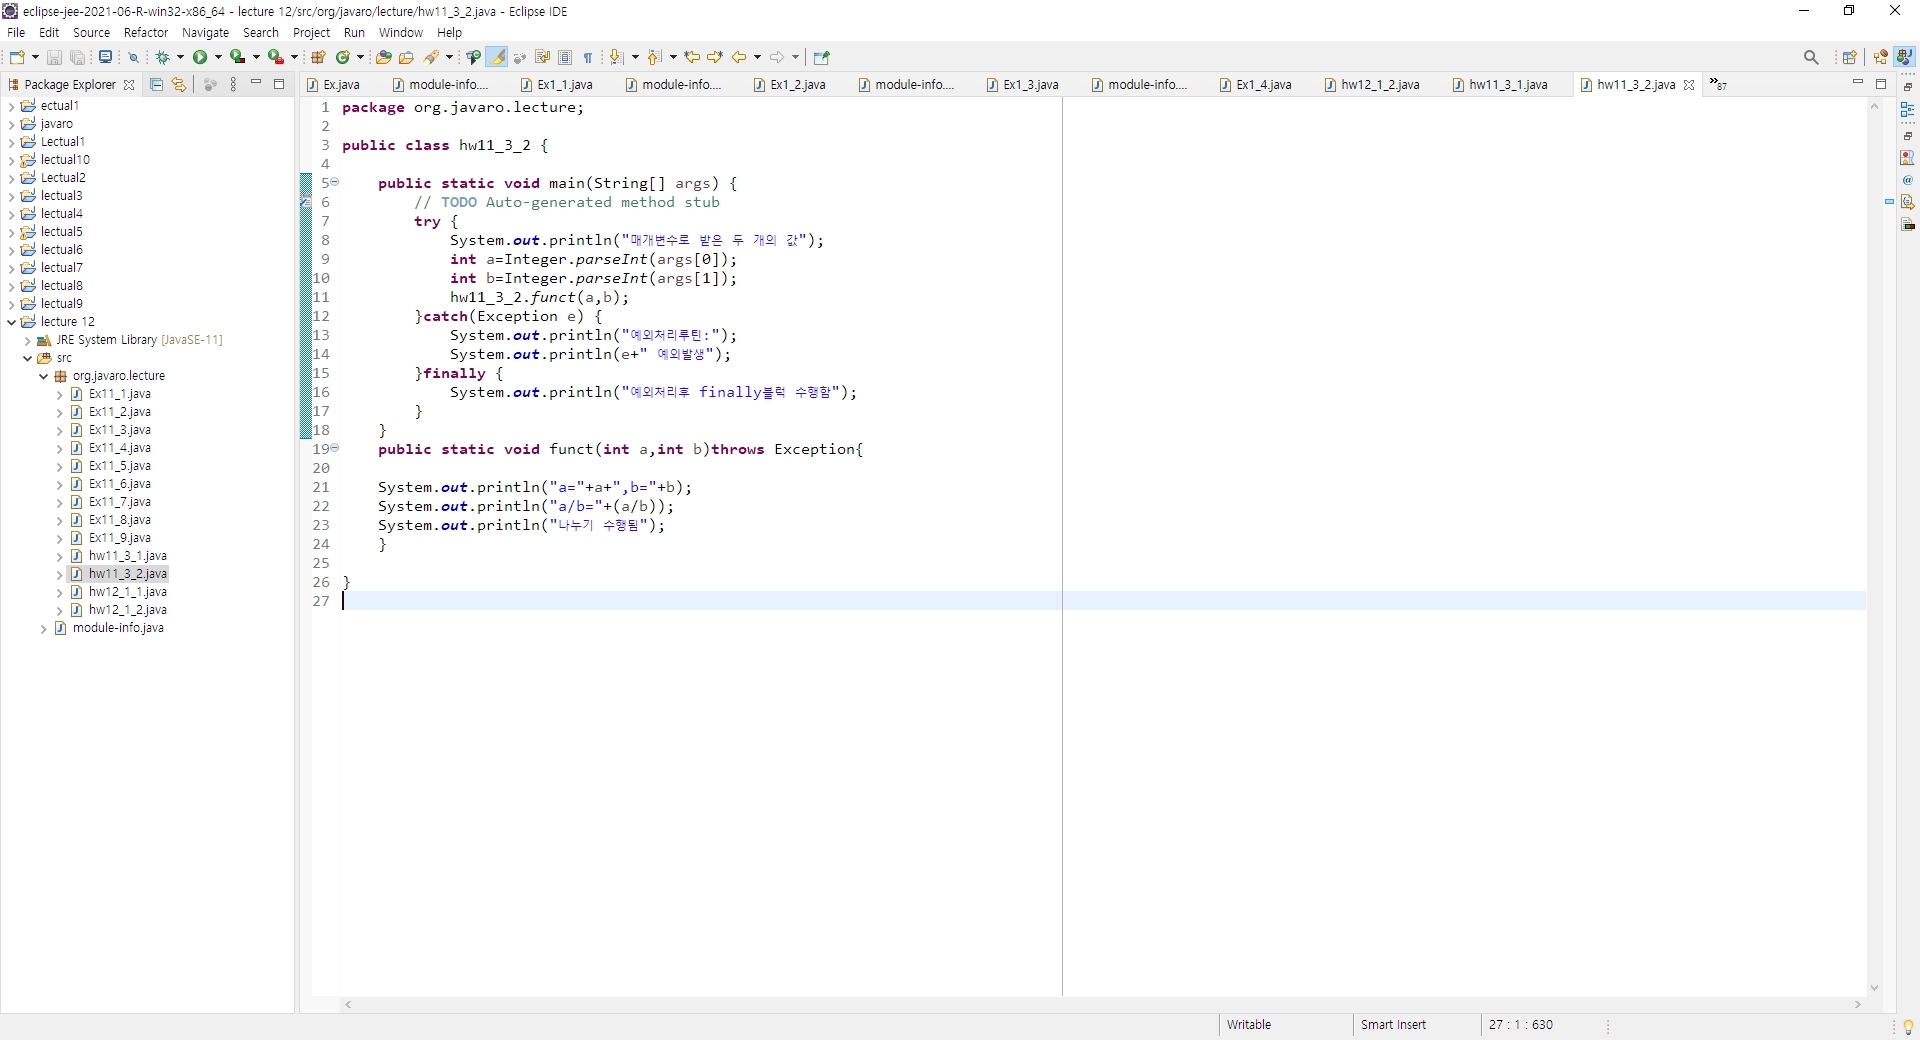 eclipse-jee-2021-06-R-win32-x86_64 - lecture 12/src/org/javaro/lecture/hw11_3_2.java - Eclipse IDE
File Edit Source Refactor Navigate Search Project Run Window Help
Package Explorer
Ex.java module-info.... Ex1_1.java module-info.... Ex1_2.java module-info.... Ex1_3.java module-info.... Ex1_4.java hw12_1_2.java hw11_3_1.java hw11_3_2.java »87
ectual1
javaro
Lectual1
lectual10
Lectual2
lectual3
lectual4
lectual5
lectual6
lectual7
lectual8
lectual9
lecture 12
JRE System Library [JavaSE-11]
src
org.javaro.lecture
Ex11_1.java
Ex11_2.java
Ex11_3.java
Ex11_4.java
Ex11_5.java
Ex11_6.java
Ex11_7.java
Ex11_8.java
Ex11_9.java
hw11_3_1.java
hw11_3_2.java
hw12_1_1.java
hw12_1_2.java
module-info.java
1 package org.javaro.lecture;
2
3 public class hw11_3_2 {
4
5 public static void main(String[] args) {
6 // TODO Auto-generated method stub
7 try {
8 System.out.println("매개변수로 받은 두 개의 값");
9 int a=Integer.parseInt(args[0]);
10 int b=Integer.parseInt(args[1]);
11 hw11_3_2.funct(a,b);
12 }catch(Exception e) {
13 System.out.println("예외처리루틴:");
14 System.out.println(e+" 예외발생");
15 }finally {
16 System.out.println("예외처리후 finally블럭 수행함");
17 }
18 }
19 public static void funct(int a,int b)throws Exception{
20
21 System.out.println("a="+a+",b="+b);
22 System.out.println("a/b="+(a/b));
23 System.out.println("나누기 수행됨");
24 }
25
26 }
27
Writable Smart Insert 27 : 1 : 630